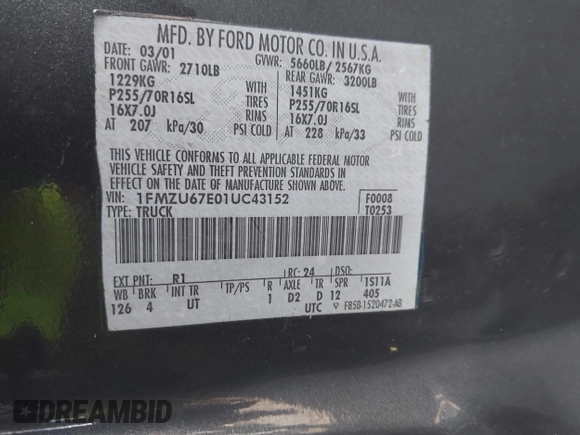 MFD. BY FORD MOTOR CO. IN U.S.A.
DATE: 03/01 GVWR: 5660LB/ 2567KG
FRONT GAWR: 2710LB REAR GAWR: 3200LB
1229KG WITH 1451KG WITH
P255/70R16SL TIRES P255/70R16SL TIRES
16X7.0J RIMS 16X7.0J RIMS
AT 207 kPa/30 PSI COLD AT 228 kPa/33 PSI COLD
THIS VEHICLE CONFORMS TO ALL APPLICABLE FEDERAL MOTOR
VEHICLE SAFETY AND THEFT PREVENTION STANDARDS IN
EFFECT ON THE DATE OF MANUFACTURE SHOWN ABOVE.
VIN: 1FMZU67E01UC43152 F0008
TYPE: TRUCK T0253
EXT PNT: R1 RC: 24 DSO:
WB BRK INT TR TP/PS R AXLE TR SPR 1S11A
126 4 UT 1 D2 D 12 405
UTC F85B-1520472-AB
DREAMBID